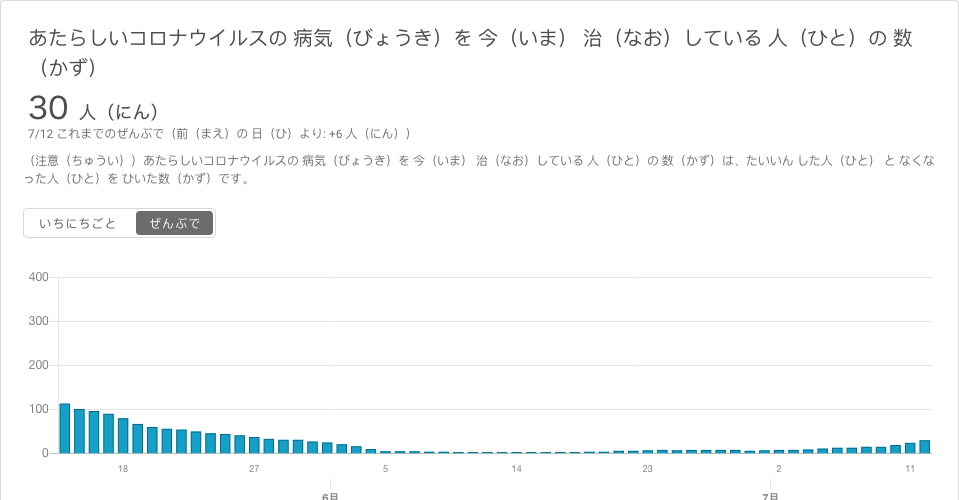 あたらしいコロナウイルスの 病気（びょうき）を 今（いま） 治（なお）している 人（ひと）の 数
（かず）
30 人（にん）
7/12 これまでのぜんぶで（前（まえ）の 日（ひ）より: +6 人（にん））
（注意（ちゅうい））あたらしいコロナウイルスの 病気（びょうき）を 今（いま） 治（なお）している 人（ひと）の 数（かず）は、たいいん した人（ひと） と なくな
った人（ひと）を ひいた数（かず）です。
いちにちごと ぜんぶで
400
300
200
100
0
18 27 5 14 23 2 11
6月 7月